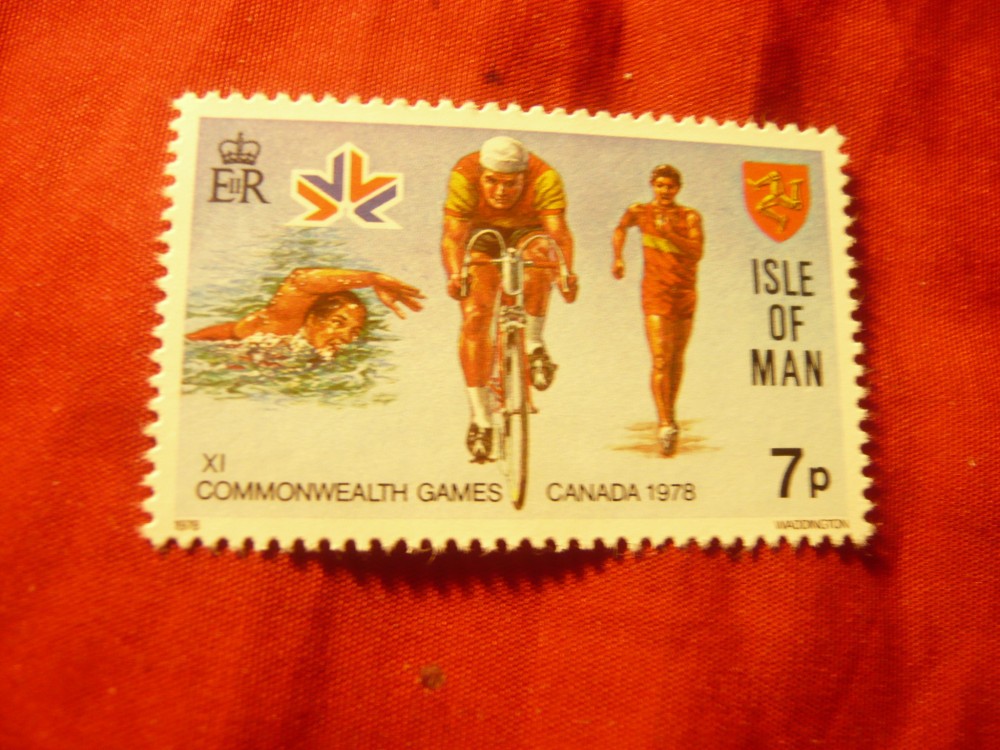 EIIR
ISLE
OF
MAN
7p
XI
COMMONWEALTH GAMES CANADA 1978
1978 WADDINGTON